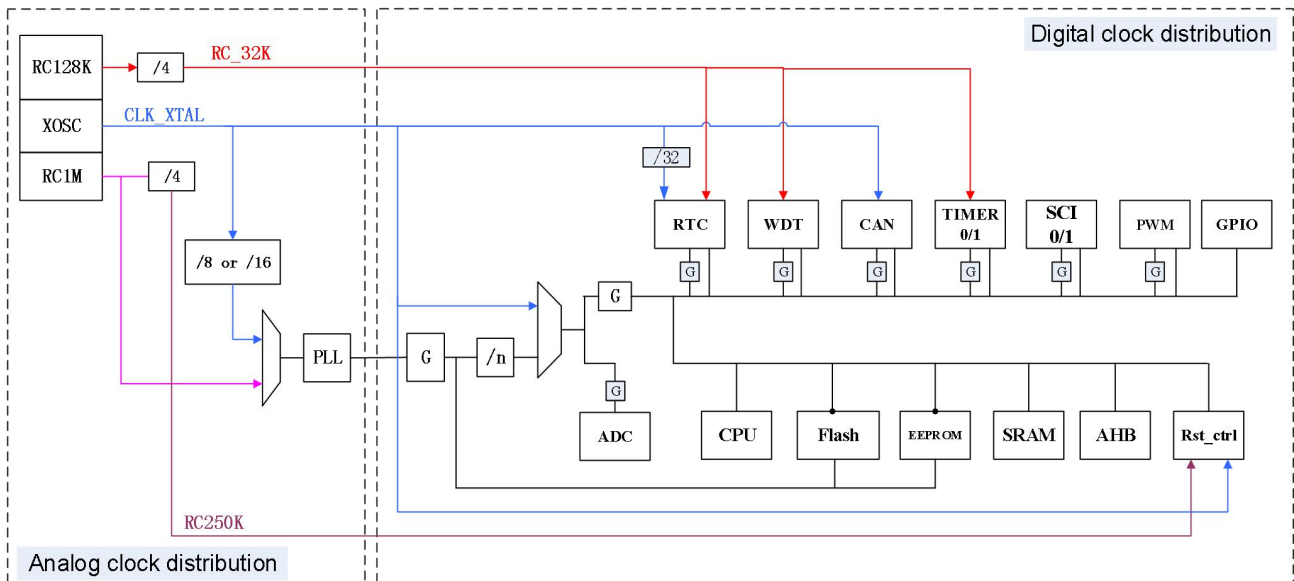 Digital clock distribution
RC128K
/4
RC_32K
XOSC
CLK_XTAL
RC1M
/4
/32
RTC
WDT
CAN
TIMER
0/1
SCI
0/1
PWM
GPIO
/8 or /16
G
G
G
G
G
G
G
PLL
G
/n
G
ADC
CPU
Flash
EEPROM
SRAM
AHB
Rst_ctrl
RC250K
Analog clock distribution